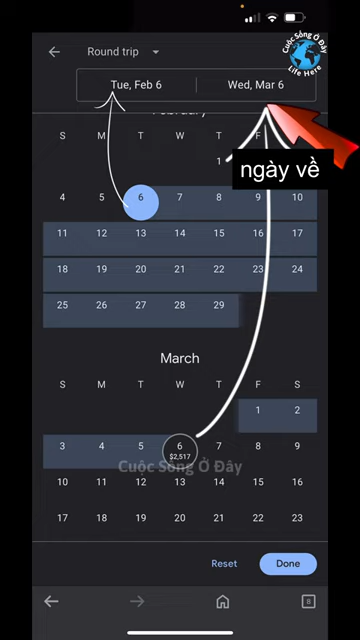 Cuộc Sống Ở Đây
Life Here
Round trip
Tue, Feb 6
Wed, Mar 6
ngày về
S M T W T F S
1
4 5 6 7 8 9 10
11 12 13 14 15 16 17
18 19 20 21 22 23 24
25 26 27 28 29
March
S M T W T F S
1 2
3 4 5 6 7 8 9
$2,517
Cuộc Sống Ở Đây
10 11 12 13 14 15 16
17 18 19 20 21 22 23
Reset
Done
8